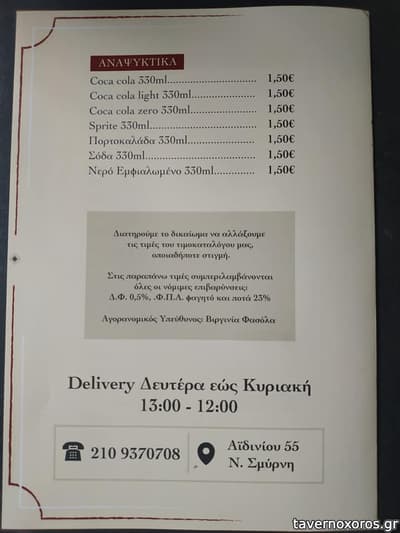 ΑΝΑΨΥΚΤΙΚΑ
Coca cola 330ml............................... 1,50€
Coca cola light 330ml...................... 1,50€
Coca cola zero 330ml...................... 1,50€
Sprite 330ml..................................... 1,50€
Πορτοκαλάδα 330ml....................... 1,50€
Σόδα 330ml...................................... 1,50€
Νερό Εμφιαλωμένο 330ml.............. 1,50€
Διατηρούμε το δικαίωμα να αλλάξουμε
τις τιμές του τιμοκαταλόγου μας,
οποιαδήποτε στιγμή.
Στις παραπάνω τιμές συμπεριλαμβάνονται
όλες οι νόμιμες επιβαρύνσεις:
Δ.Φ. 0,5%, .Φ.Π.Α. φαγητό και ποτά 23%
Αγορανομικός Υπεύθυνος: Βιργινία Φασόλα
Delivery Δευτέρα εώς Κυριακή
13:00 - 12:00
210 9370708
Αϊδινίου 55
Ν. Σμύρνη
tavernoxoros.gr